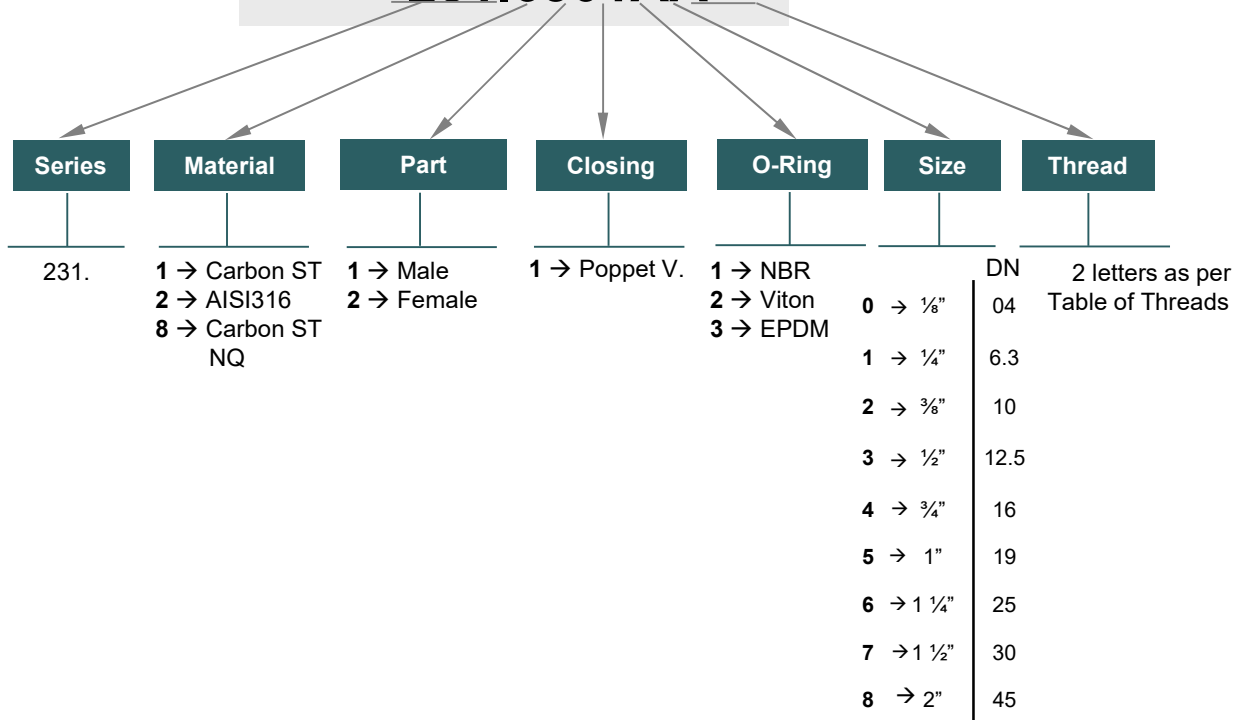 Series
Material
Part
Closing
O-Ring
Size
Thread
231.
1 → Carbon ST
2 → AISI316
8 → Carbon ST
NQ
1 → Male
2 → Female
1 → Poppet V.
1 → NBR
2 → Viton
3 → EPDM
DN
0 → ⅛” 04
1 → ¼” 6.3
2 → ⅜” 10
3 → ½” 12.5
4 → ¾” 16
5 → 1” 19
6 → 1 ¼” 25
7 → 1 ½” 30
8 → 2” 45
2 letters as per
Table of Threads